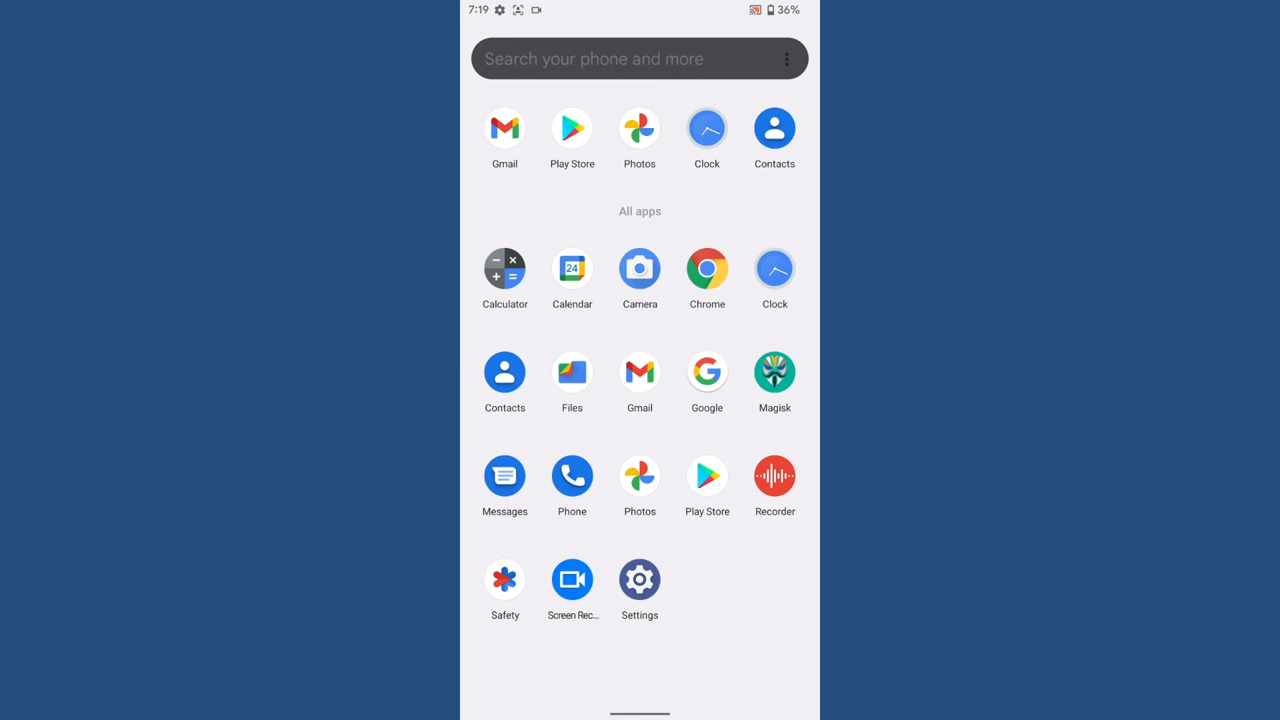 7:19 36%
Search your phone and more
Gmail Play Store Photos Clock Contacts
All apps
24
Calculator Calendar Camera Chrome Clock
Contacts Files Gmail Google Magisk
Messages Phone Photos Play Store Recorder
Safety Screen Rec... Settings